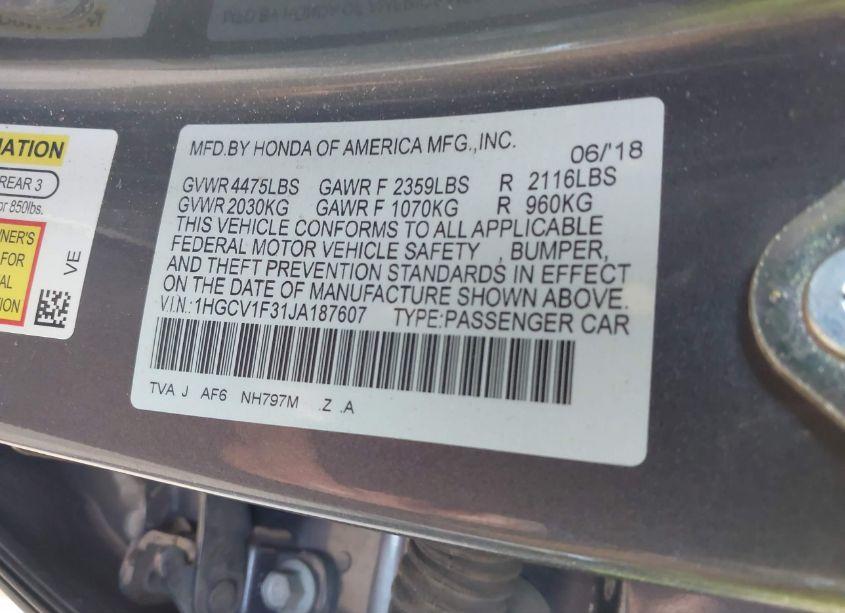 MFD.BY HONDA OF AMERICA MFG.,INC. 06/'18
GVWR 4475LBS GAWR F 2359LBS R 2116LBS
GVWR 2030KG GAWR F 1070KG R 960KG
THIS VEHICLE CONFORMS TO ALL APPLICABLE
FEDERAL MOTOR VEHICLE SAFETY , BUMPER,
AND THEFT PREVENTION STANDARDS IN EFFECT
ON THE DATE OF MANUFACTURE SHOWN ABOVE.
V.I.N.:1HGCV1F31JA187607 TYPE:PASSENGER CAR
TVA J AF6 NH797M .Z .A
REAR 3
or 850lbs.
FOR
VE